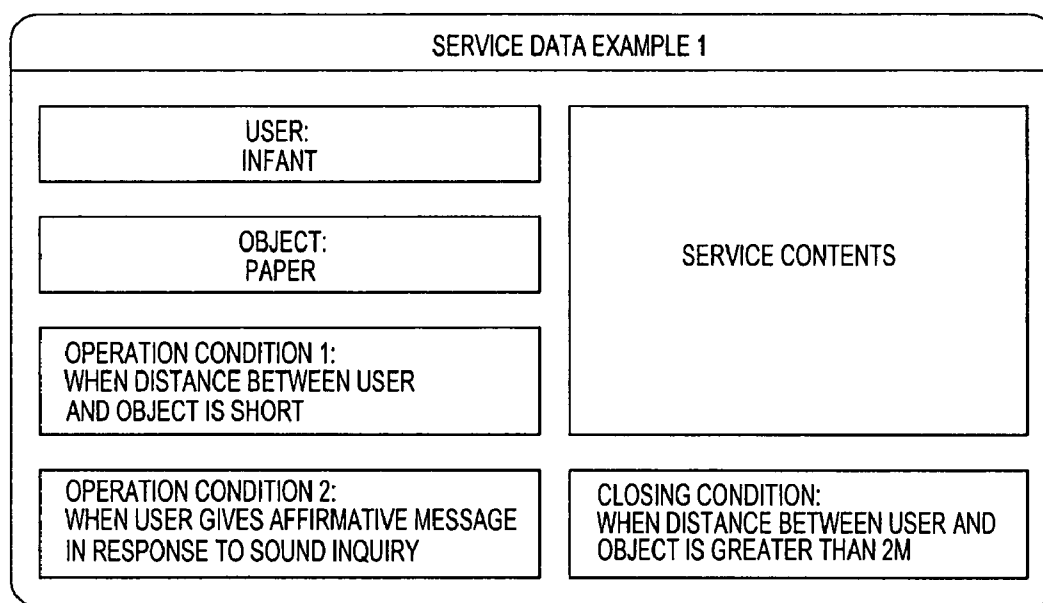 SERVICE DATA EXAMPLE 1
USER:
INFANT
OBJECT:
PAPER
OPERATION CONDITION 1:
WHEN DISTANCE BETWEEN USER
AND OBJECT IS SHORT
OPERATION CONDITION 2:
WHEN USER GIVES AFFIRMATIVE MESSAGE
IN RESPONSE TO SOUND INQUIRY
SERVICE CONTENTS
CLOSING CONDITION:
WHEN DISTANCE BETWEEN USER AND
OBJECT IS GREATER THAN 2M